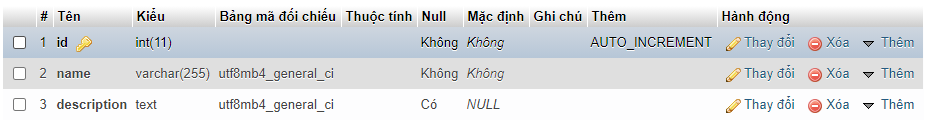 # Tên Kiểu Bảng mã đối chiếu Thuộc tính Null Mặc định Ghi chú Thêm Hành động
1 id int(11) Không Không AUTO_INCREMENT Thay đổi Xóa Thêm
2 name varchar(255) utf8mb4_general_ci Không Không Thay đổi Xóa Thêm
3 description text utf8mb4_general_ci Có NULL Thay đổi Xóa Thêm